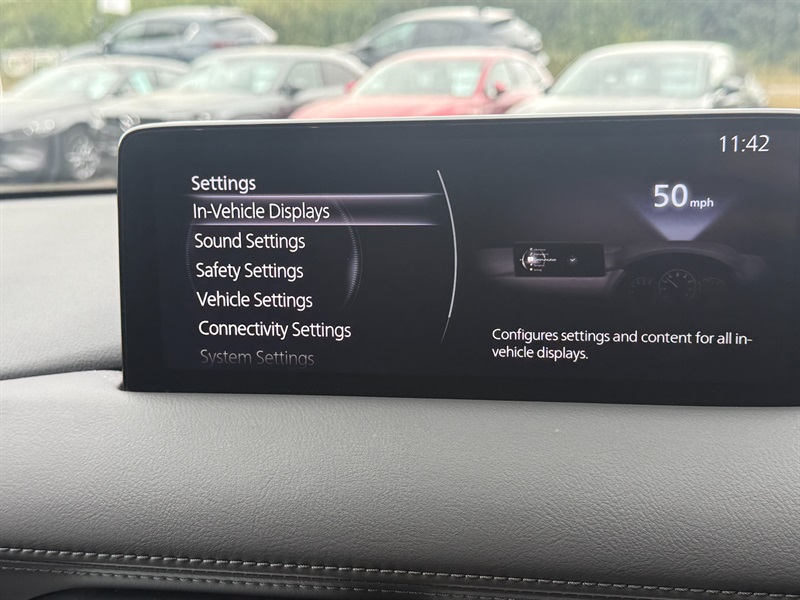 11:42
Settings
In-Vehicle Displays
Sound Settings
Safety Settings
Vehicle Settings
Connectivity Settings
System Settings
50 mph
Configures settings and content for all in-
vehicle displays.